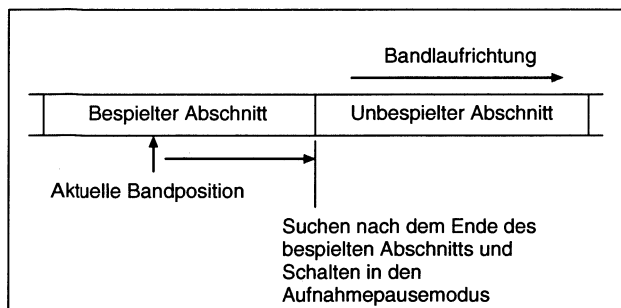 Bandlaufrichtung
Bespielter Abschnitt
Unbespielter Abschnitt
Aktuelle Bandposition
Suchen nach dem Ende des
bespielten Abschnitts und
Schalten in den
Aufnahmepausemodus